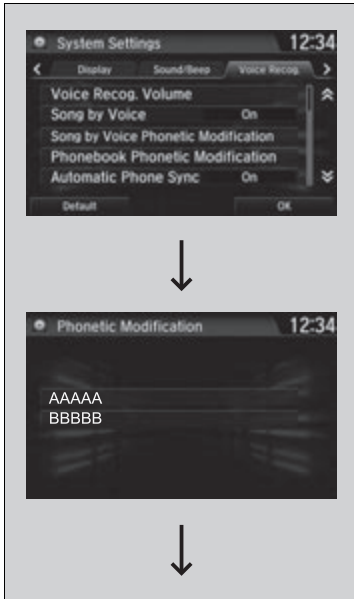 System Settings 12:34
Display Sound/Beep Voice Recog.
Voice Recog. Volume
Song by Voice On
Song by Voice Phonetic Modification
Phonebook Phonetic Modification
Automatic Phone Sync On
Default OK
Phonetic Modification 12:34
AAAAA
BBBBB